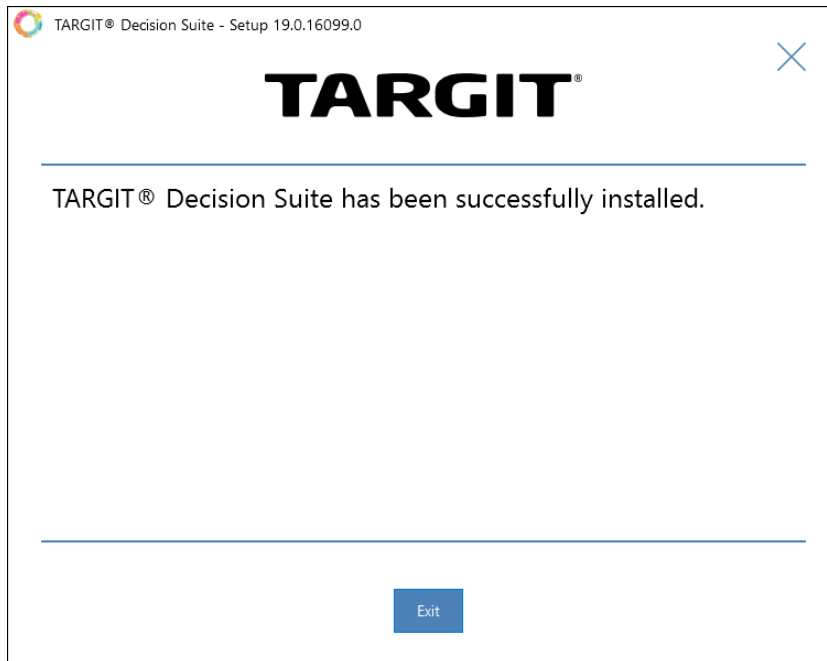 TARGIT® Decision Suite - Setup 19.0.16099.0
TARGIT®
TARGIT® Decision Suite has been successfully installed.
Exit